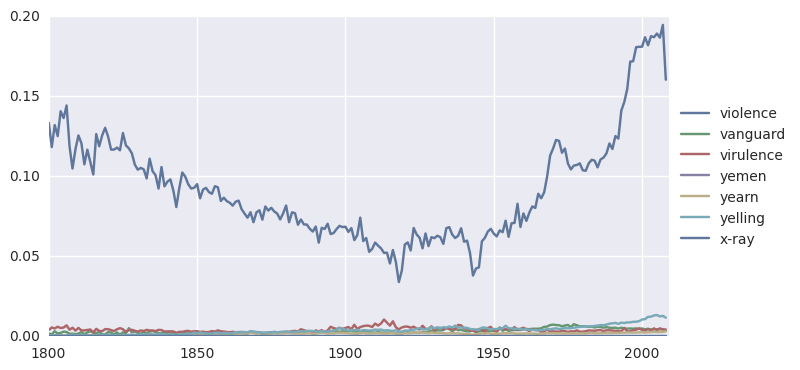 0.20
0.15
0.10
0.05
0.00
1800
1850
1900
1950
2000
violence
vanguard
virulence
yemen
yearn
yelling
x-ray